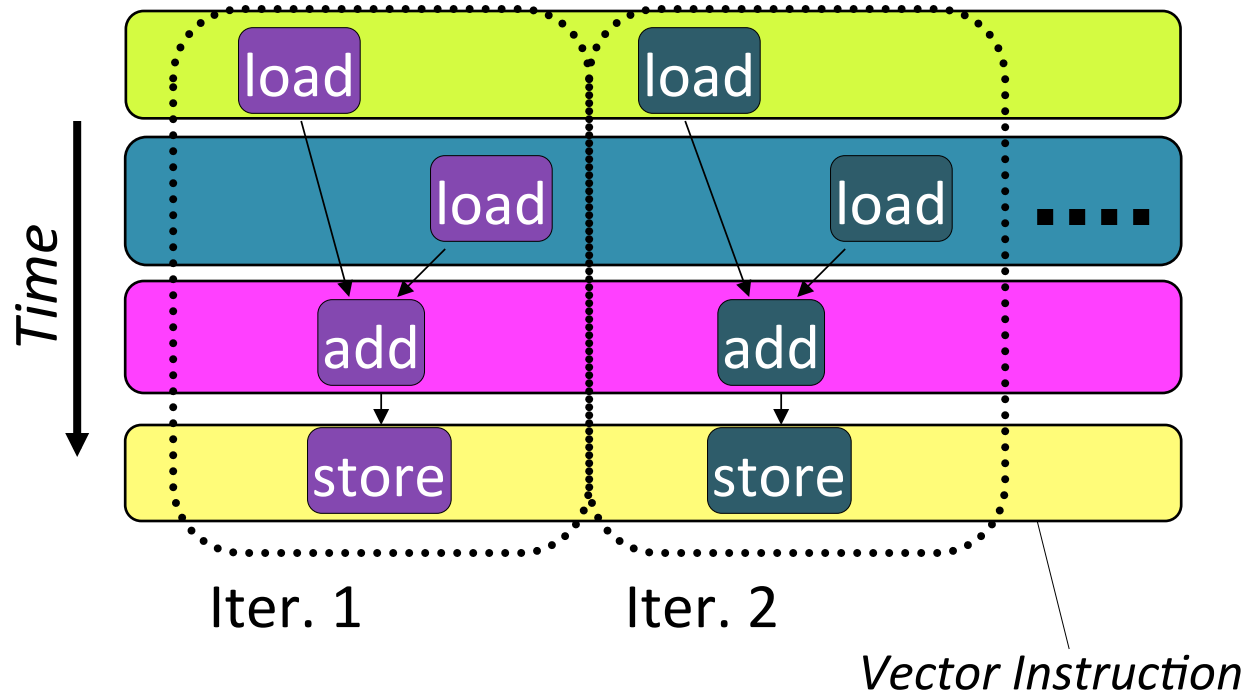 load load
load load
Time
add add
store store
Iter. 1 Iter. 2
Vector Instruction